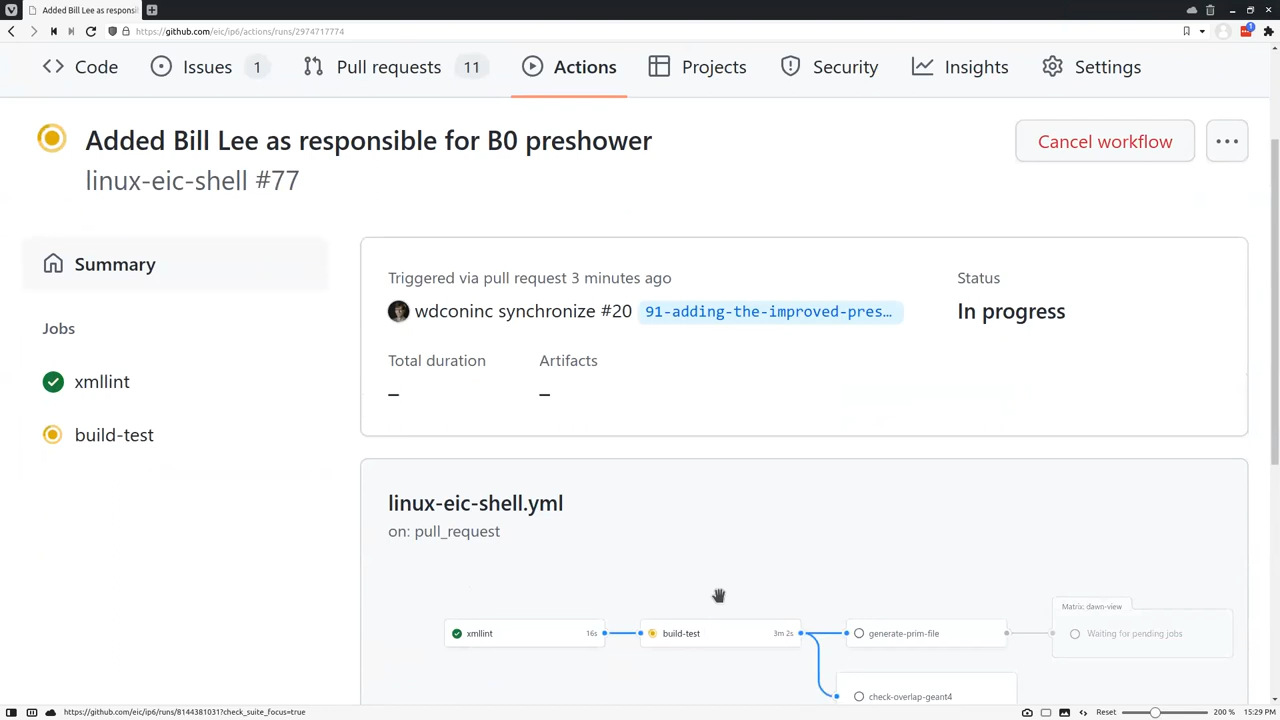 Added Bill Lee as responsi
https://github.com/eic/ip6/actions/runs/2974717774
1
Code
Issues 1
Pull requests 11
Actions
Projects
Security
Insights
Settings
Added Bill Lee as responsible for B0 preshower
linux-eic-shell #77
Cancel workflow
Summary
Jobs
xmllint
build-test
Triggered via pull request 3 minutes ago
wdconinc synchronize #20 91-adding-the-improved-pres…
Status
In progress
Total duration
–
Artifacts
–
linux-eic-shell.yml
on: pull_request
xmllint 16s
build-test 3m 2s
generate-prim-file
Matrix: dawn-view
Waiting for pending jobs
check-overlap-geant4
https://github.com/eic/ip6/runs/8144381031?check_suite_focus=true
Reset
200 %
15:29 PM